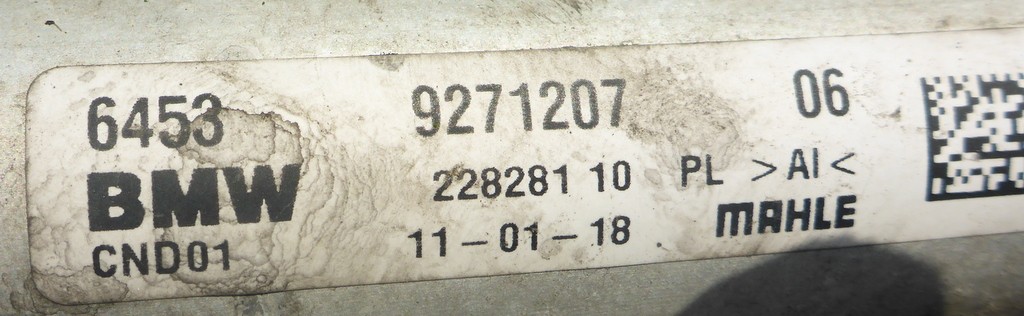 6453 9271207 06
BMW 228281 10 PL >AI<
CND01 11-01-18 MAHLE